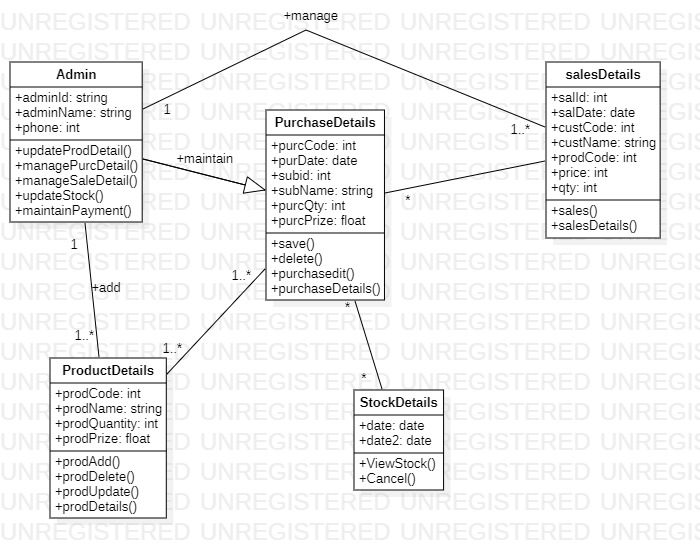 +manage
Admin
+adminId: string
+adminName: string
+phone: int
+updateProdDetail()
+managePurcDetail()
+manageSaleDetail()
+updateStock()
+maintainPayment()
1
1..*
salesDetails
+salId: int
+salDate: date
+custCode: int
+custName: string
+prodCode: int
+price: int
+qty: int
+sales()
+salesDetails()
+maintain
PurchaseDetails
+purcCode: int
+purDate: date
+subid: int
+subName: string
+purcQty: int
+purcPrize: float
+save()
+delete()
+purchasedit()
+purchaseDetails()
*
1
+add
1..*
1..*
1..*
ProductDetails
+prodCode: int
+prodName: string
+prodQuantity: int
+prodPrize: float
+prodAdd()
+prodDelete()
+prodUpdate()
+prodDetails()
*
*
StockDetails
+date: date
+date2: date
+ViewStock()
+Cancel()
UNREGISTERED UNREGISTERED UNREGISTERED UNREGISTERED